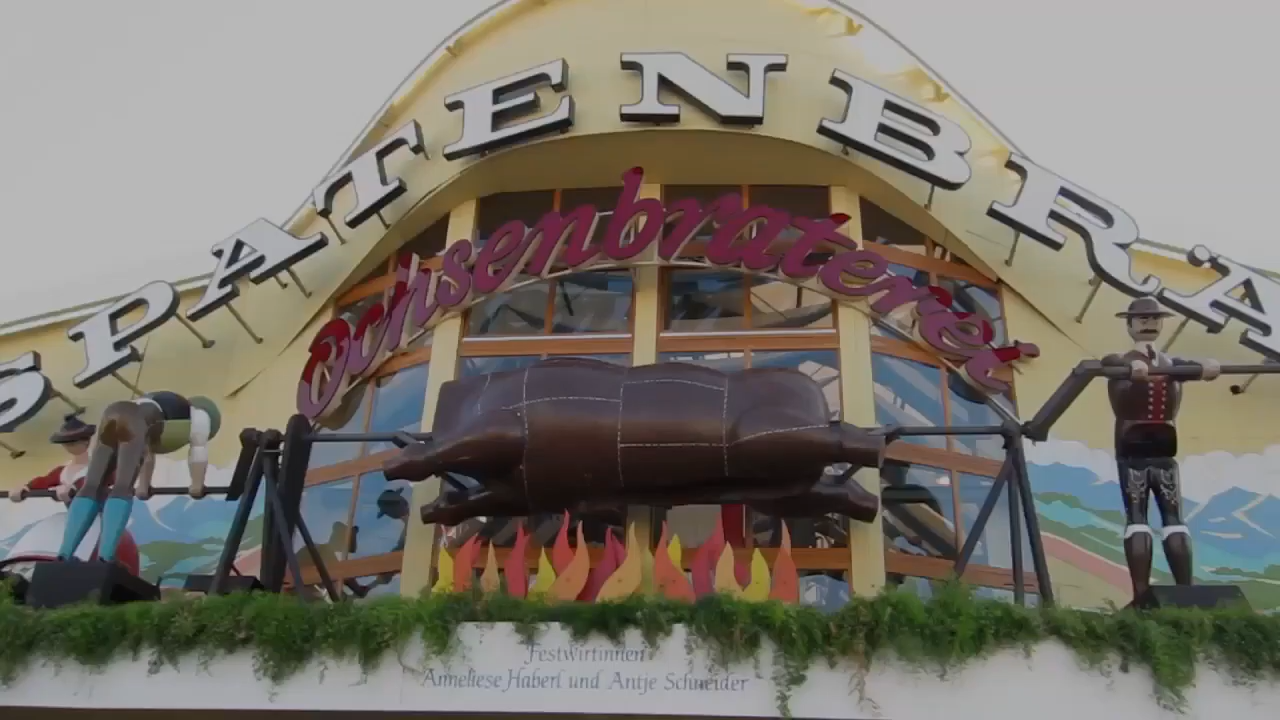 SPATENBRÄ
Ochsenbraterei
Festwirtinnen
Anneliese Haberl und Antje Schneider